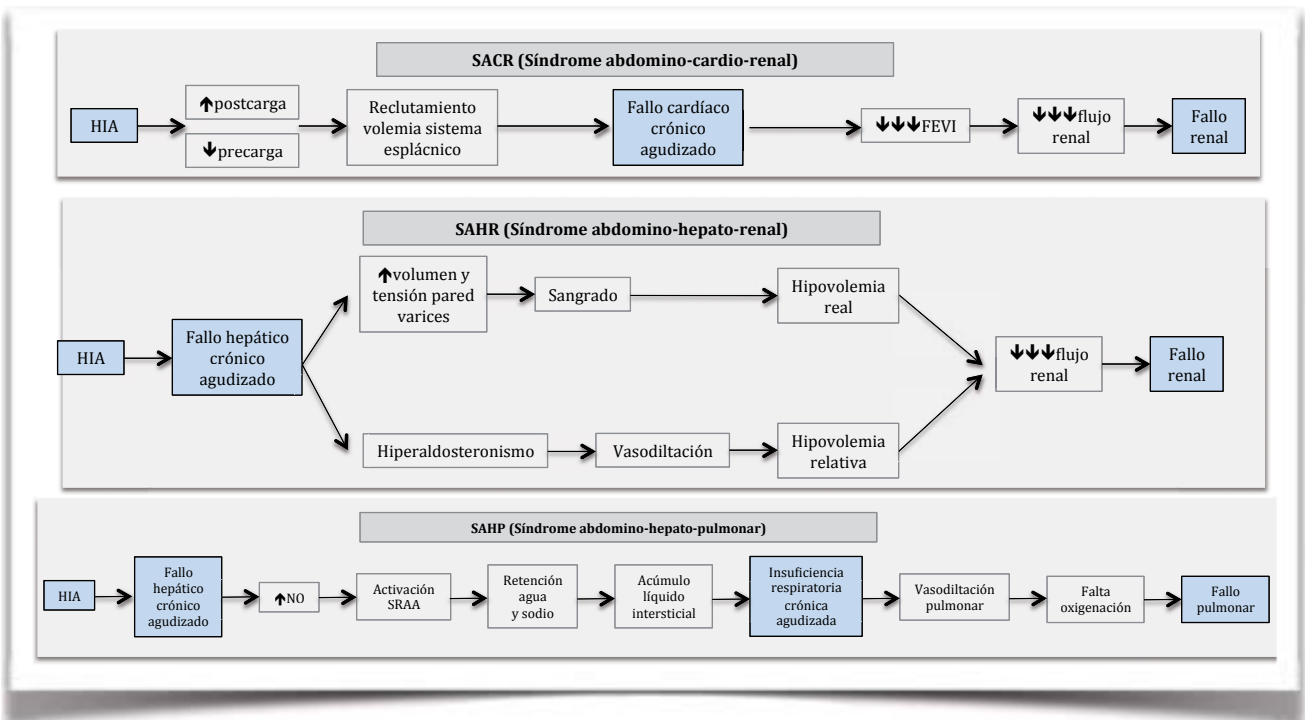 SACR (Síndrome abdomino-cardio-renal)
HIA
↑postcarga
↓precarga
Reclutamiento
volemia sistema
esplácnico
Fallo cardíaco
crónico
agudizado
↓↓↓FEVI
↓↓↓flujo
renal
Fallo
renal
SAHR (Síndrome abdomino-hepato-renal)
HIA
Fallo hepático
crónico
agudizado
↑volumen y
tensión pared
varices
Sangrado
Hipovolemia
real
Hiperaldosteronismo
Vasodiltación
Hipovolemia
relativa
↓↓↓flujo
renal
Fallo
renal
SAHP (Síndrome abdomino-hepato-pulmonar)
HIA
Fallo
hepático
crónico
agudizado
↑NO
Activación
SRAA
Retención
agua
y sodio
Acúmulo
líquido
intersticial
Insuficiencia
respiratoria
crónica
agudizada
Vasodiltación
pulmonar
Falta
oxigenación
Fallo
pulmonar